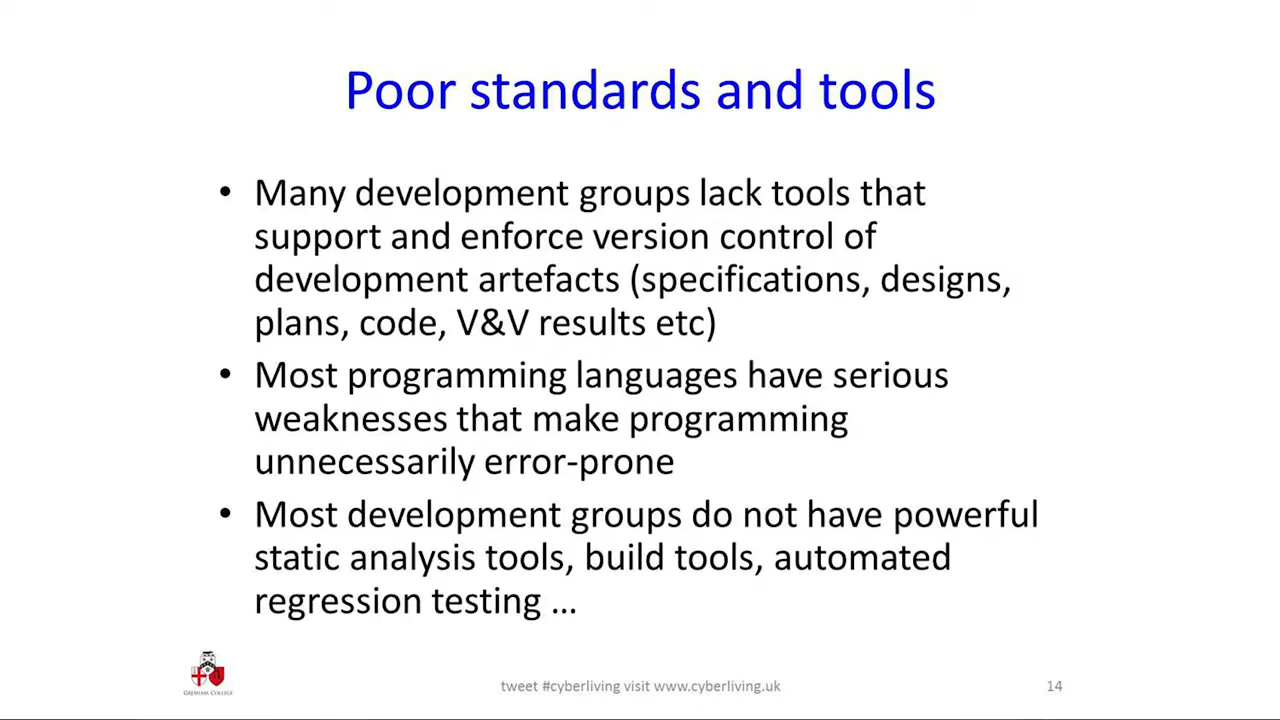 Poor standards and tools
• Many development groups lack tools that
support and enforce version control of
development artefacts (specifications, designs,
plans, code, V&V results etc)
• Most programming languages have serious
weaknesses that make programming
unnecessarily error-prone
• Most development groups do not have powerful
static analysis tools, build tools, automated
regression testing ...
GRESHAM COLLEGE
tweet #cyberliving visit www.cyberliving.uk
14